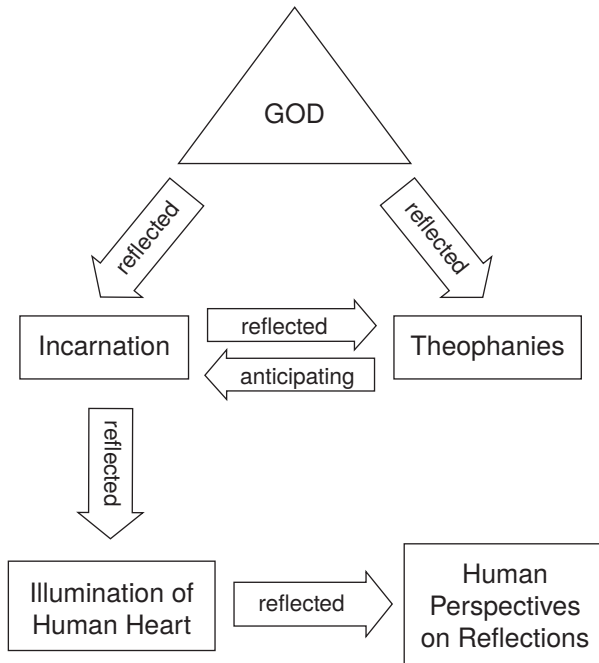 GOD
reflected
reflected
Incarnation
reflected
anticipating
Theophanies
reflected
Illumination of
Human Heart
reflected
Human
Perspectives
on Reflections